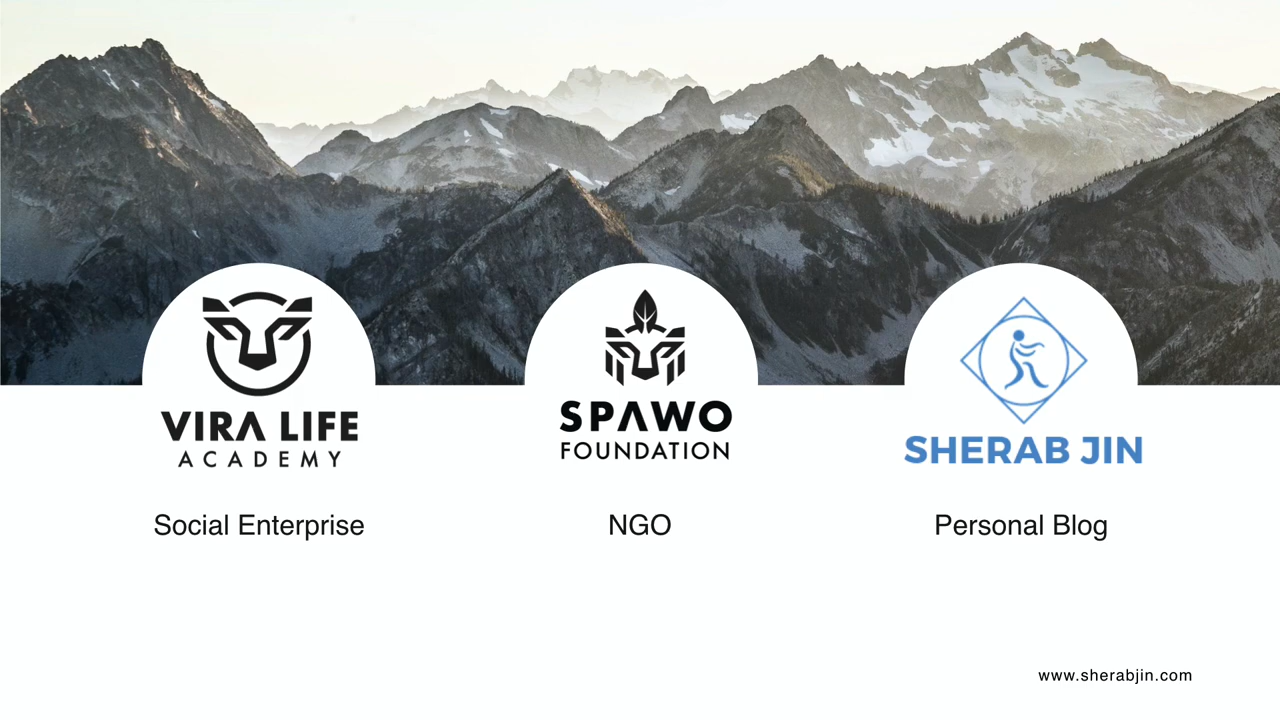 VIRA LIFE
ACADEMY
Social Enterprise
SPAWO
FOUNDATION
NGO
SHERAB JIN
Personal Blog
www.sherabjin.com